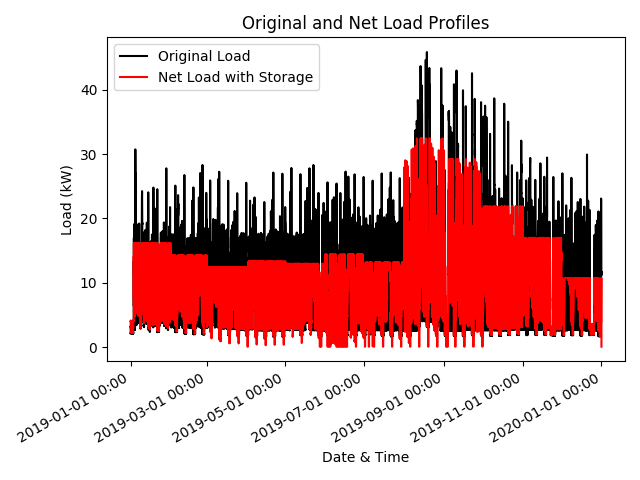 Original and Net Load Profiles
Original Load
Net Load with Storage
Load (kW)
40
30
20
10
0
2019-01-01 00:00
2019-03-01 00:00
2019-05-01 00:00
2019-07-01 00:00
2019-09-01 00:00
2019-11-01 00:00
2020-01-01 00:00
Date & Time